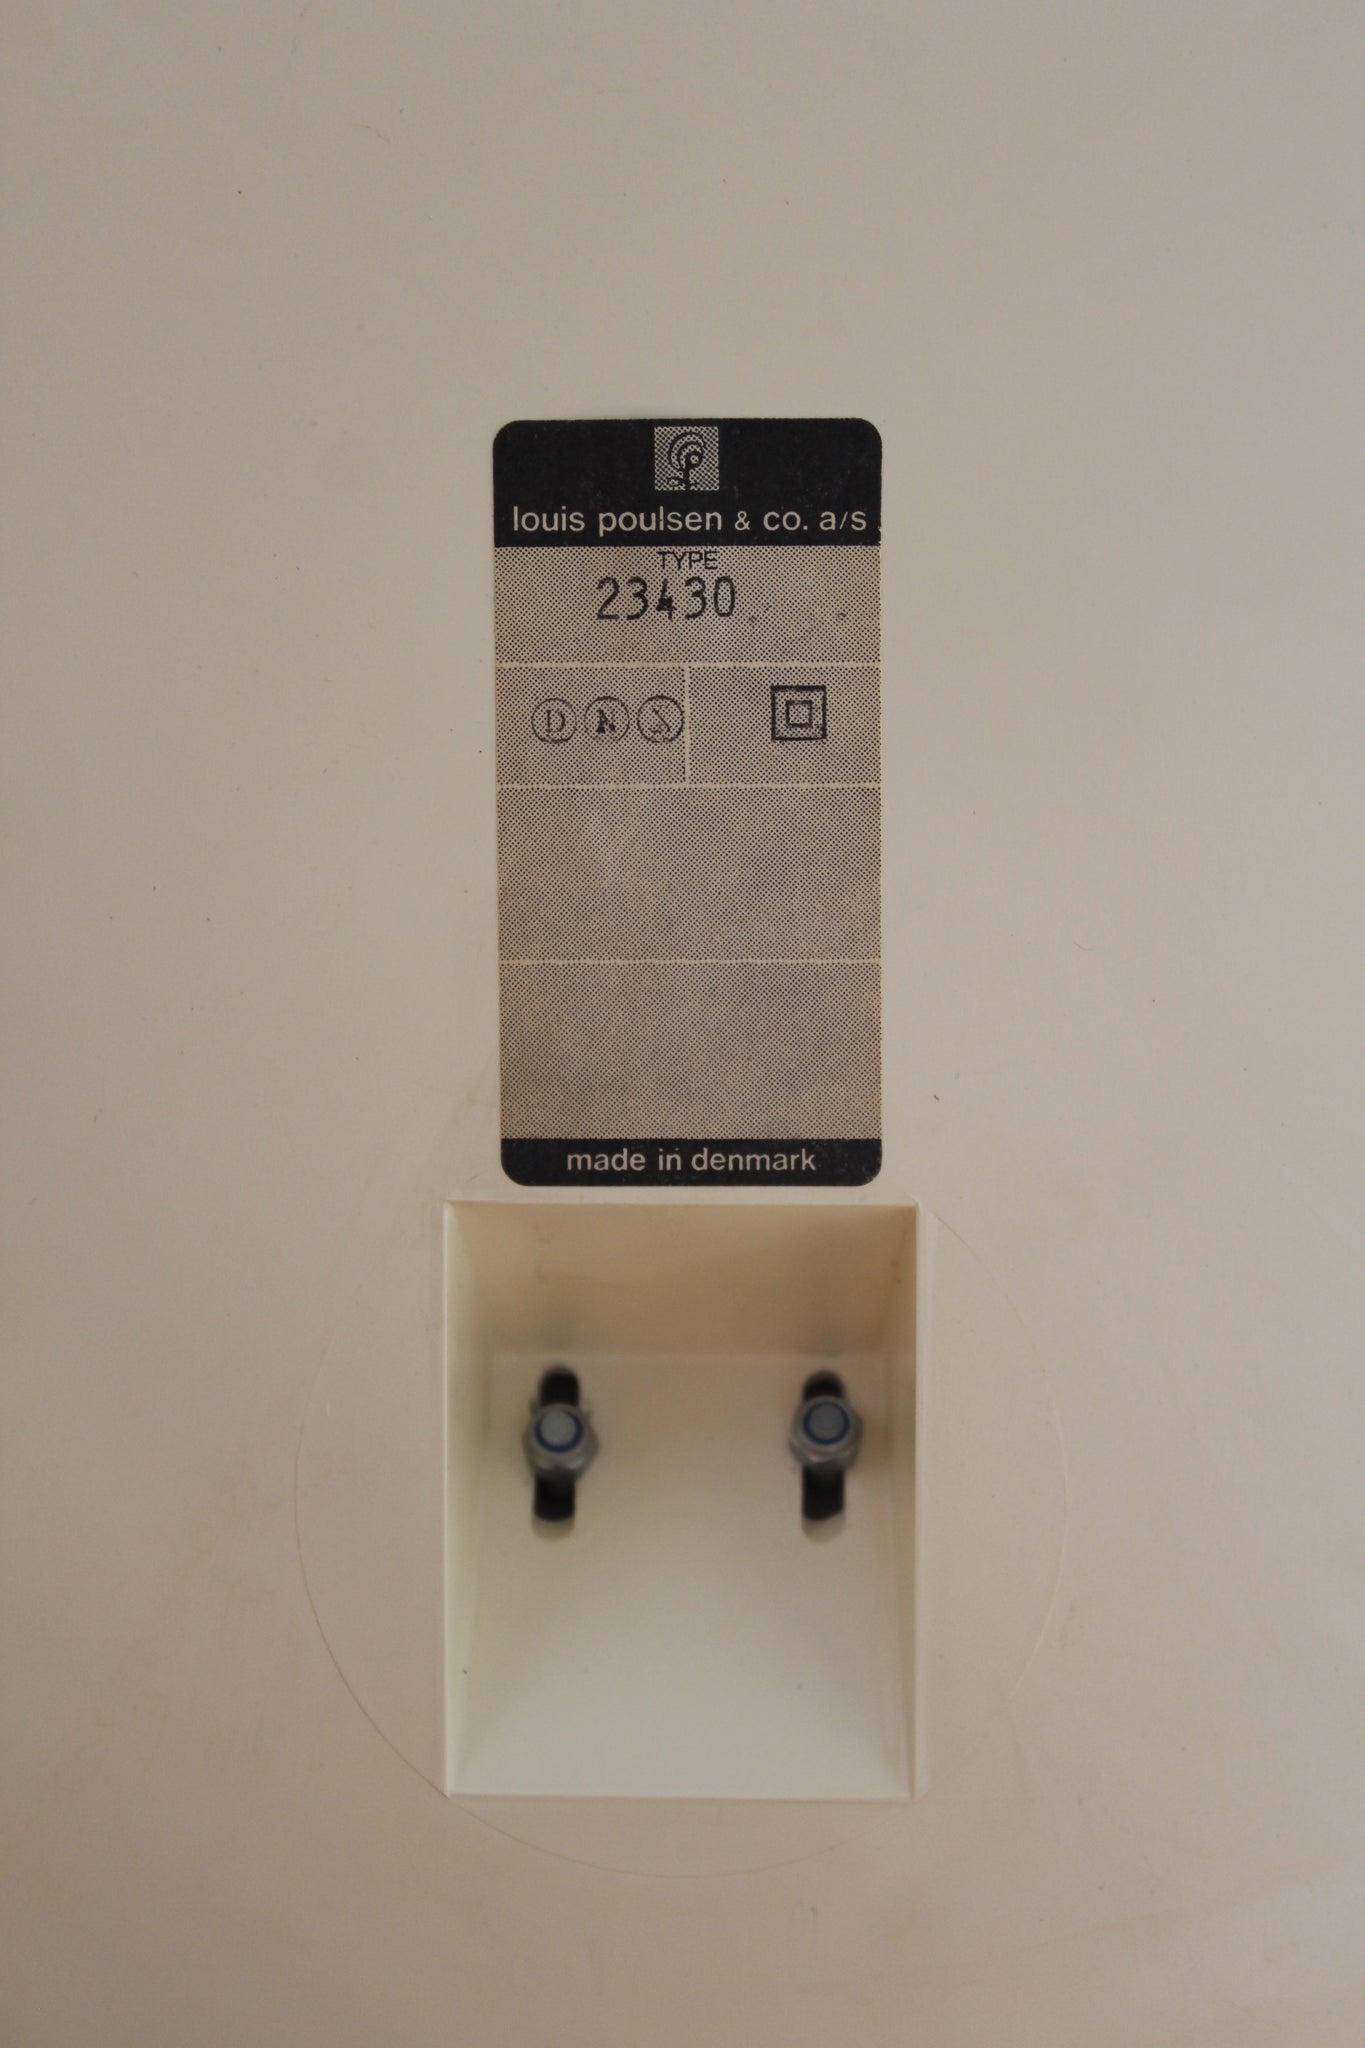 louis poulsen & co. a/s
TYPE
23430
D N S
made in denmark